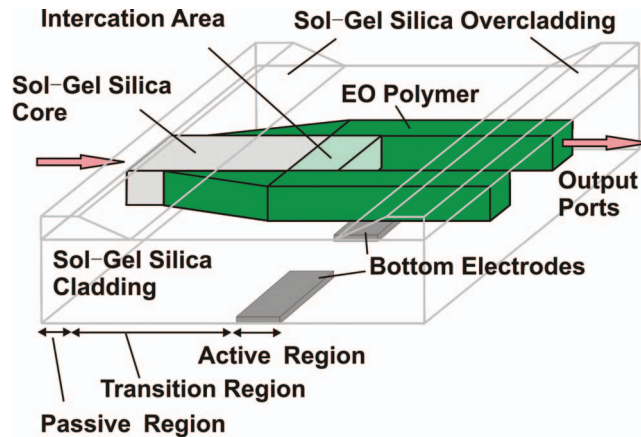 Intercation Area
Sol-Gel Silica Overcladding
Sol-Gel Silica
Core
EO Polymer
Output
Ports
Sol-Gel Silica
Cladding
Bottom Electrodes
Active Region
Transition Region
Passive Region